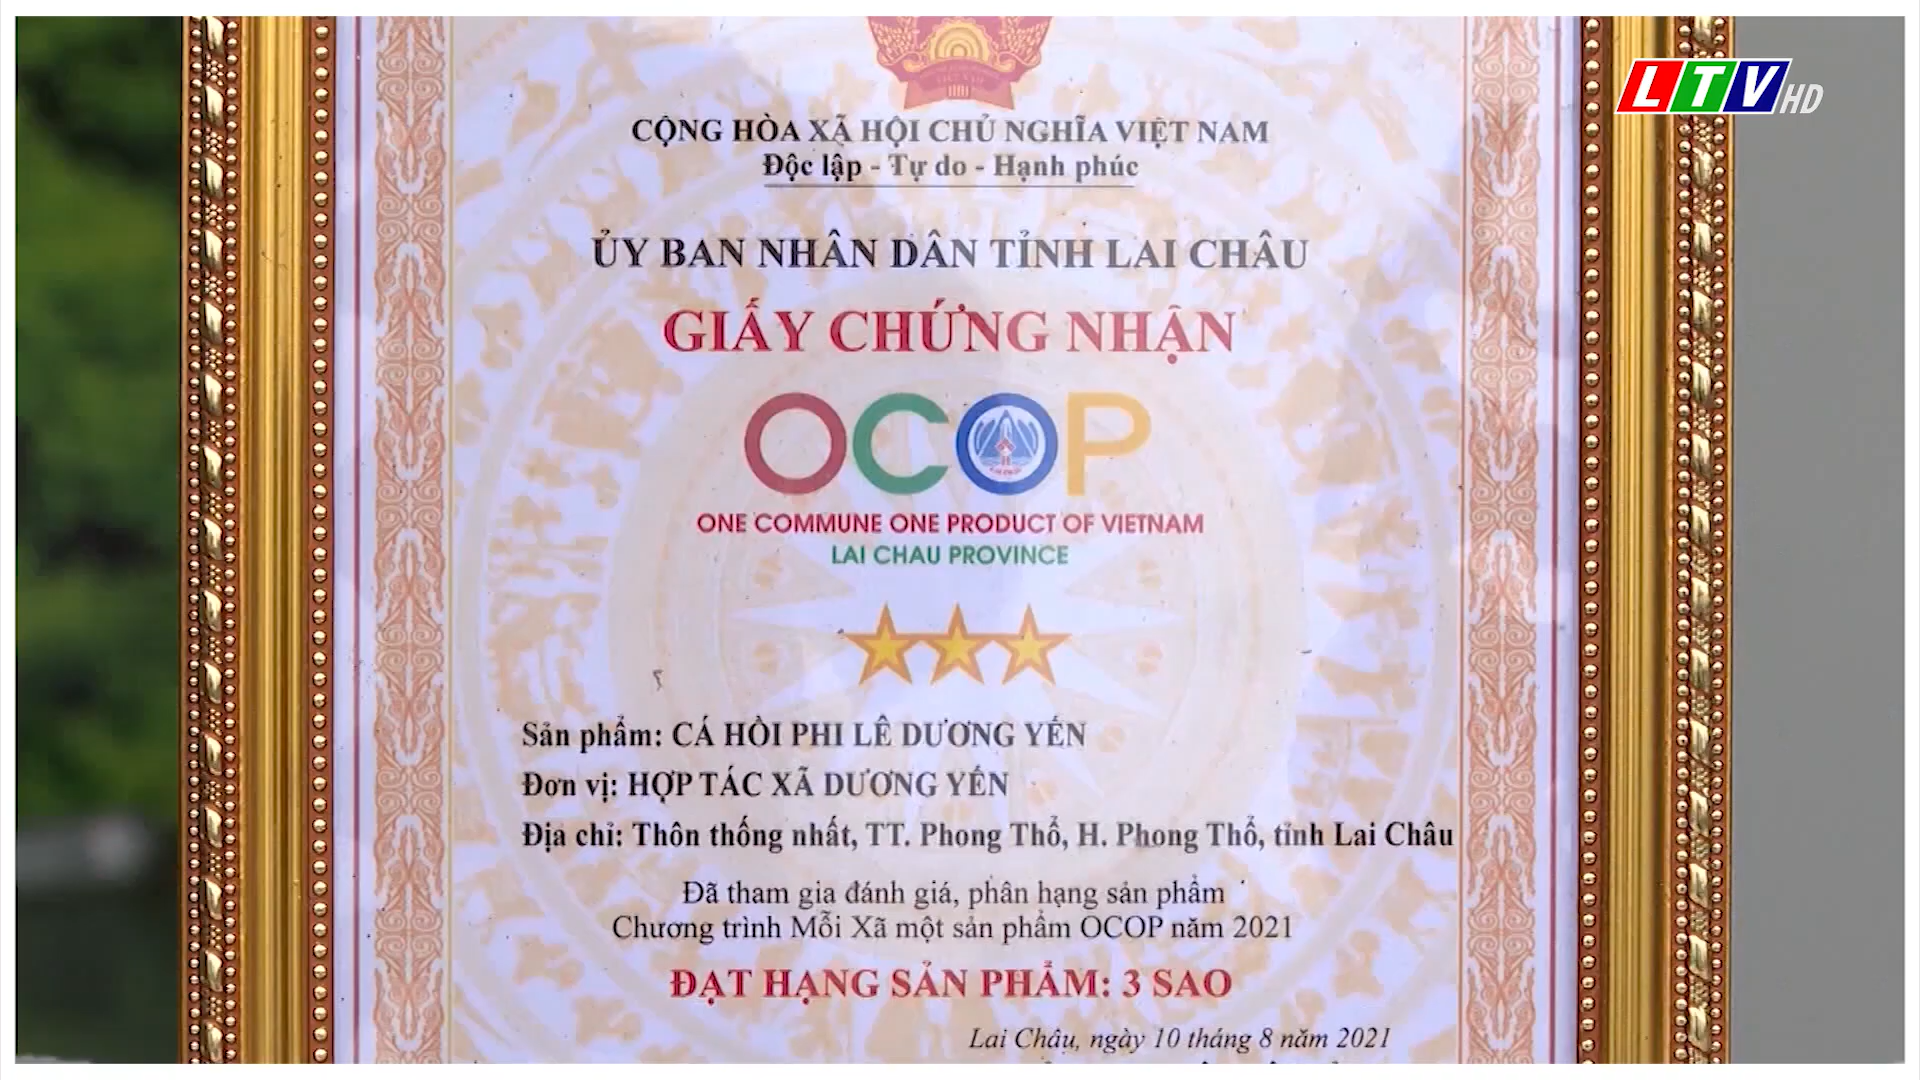 LTV HD
CỘNG HÒA XÃ HỘI CHỦ NGHĨA VIỆT NAM
Độc lập - Tự do - Hạnh phúc
ỦY BAN NHÂN DÂN TỈNH LAI CHÂU
GIẤY CHỨNG NHẬN
OCOP
ONE COMMUNE ONE PRODUCT OF VIETNAM
LAI CHAU PROVINCE
Sản phẩm: CÁ HỒI PHI LÊ DƯƠNG YẾN
Đơn vị: HỢP TÁC XÃ DƯƠNG YẾN
Địa chỉ: Thôn thống nhất, TT. Phong Thổ, H. Phong Thổ, tỉnh Lai Châu
Đã tham gia đánh giá, phân hạng sản phẩm
Chương trình Mỗi Xã một sản phẩm OCOP năm 2021
ĐẠT HẠNG SẢN PHẨM: 3 SAO
Lai Châu, ngày 10 tháng 8 năm 2021